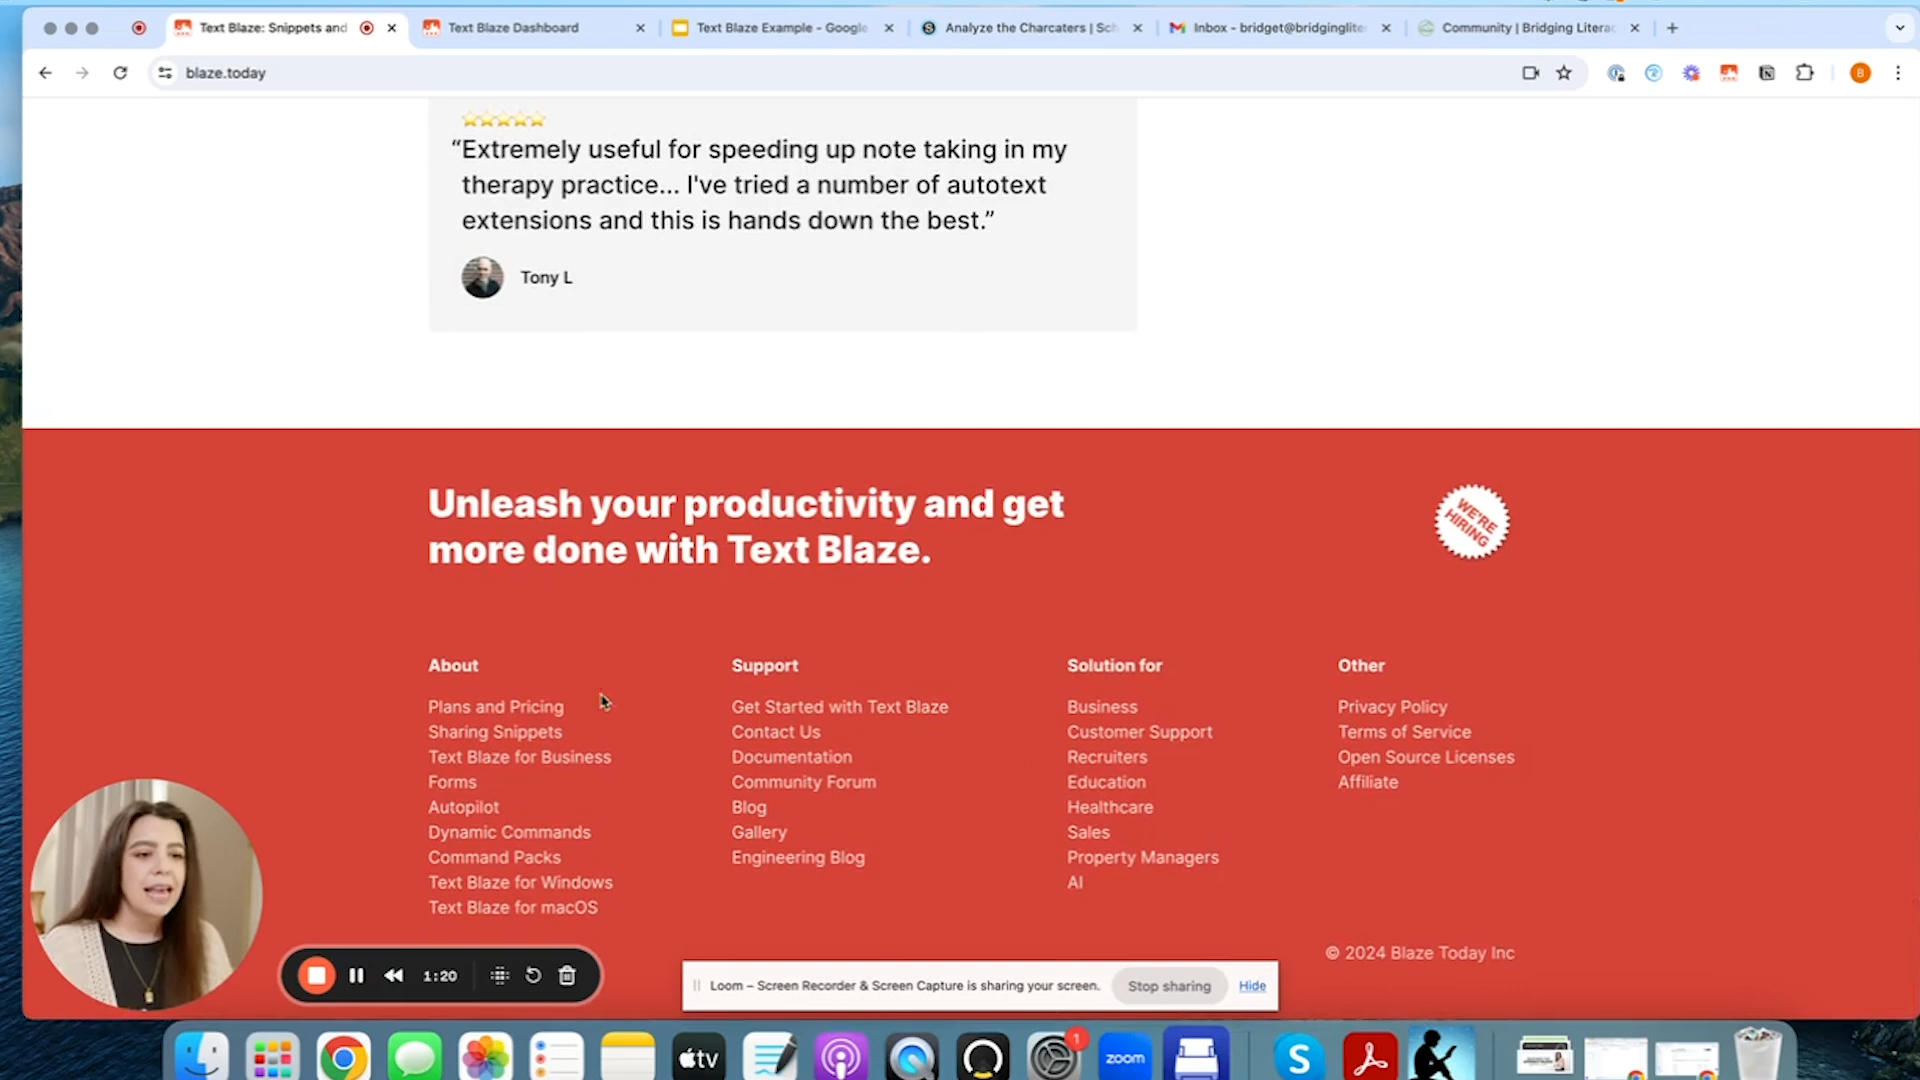 Text Blaze: Snippets and
Text Blaze Dashboard
Text Blaze Example - Google
Analyze the Charcaters | Sch
Inbox - bridget@bridginglite
Community | Bridging Literac
blaze.today
“Extremely useful for speeding up note taking in my
therapy practice... I've tried a number of autotext
extensions and this is hands down the best.”
Tony L
Unleash your productivity and get
more done with Text Blaze.
WE'RE
HIRING
About
Plans and Pricing
Sharing Snippets
Text Blaze for Business
Forms
Autopilot
Dynamic Commands
Command Packs
Text Blaze for Windows
Text Blaze for macOS
Support
Get Started with Text Blaze
Contact Us
Documentation
Community Forum
Blog
Gallery
Engineering Blog
Solution for
Business
Customer Support
Recruiters
Education
Healthcare
Sales
Property Managers
AI
Other
Privacy Policy
Terms of Service
Open Source Licenses
Affiliate
© 2024 Blaze Today Inc
1:20
Loom – Screen Recorder & Screen Capture is sharing your screen.
Stop sharing
Hide
B
1
tv
zoom
S